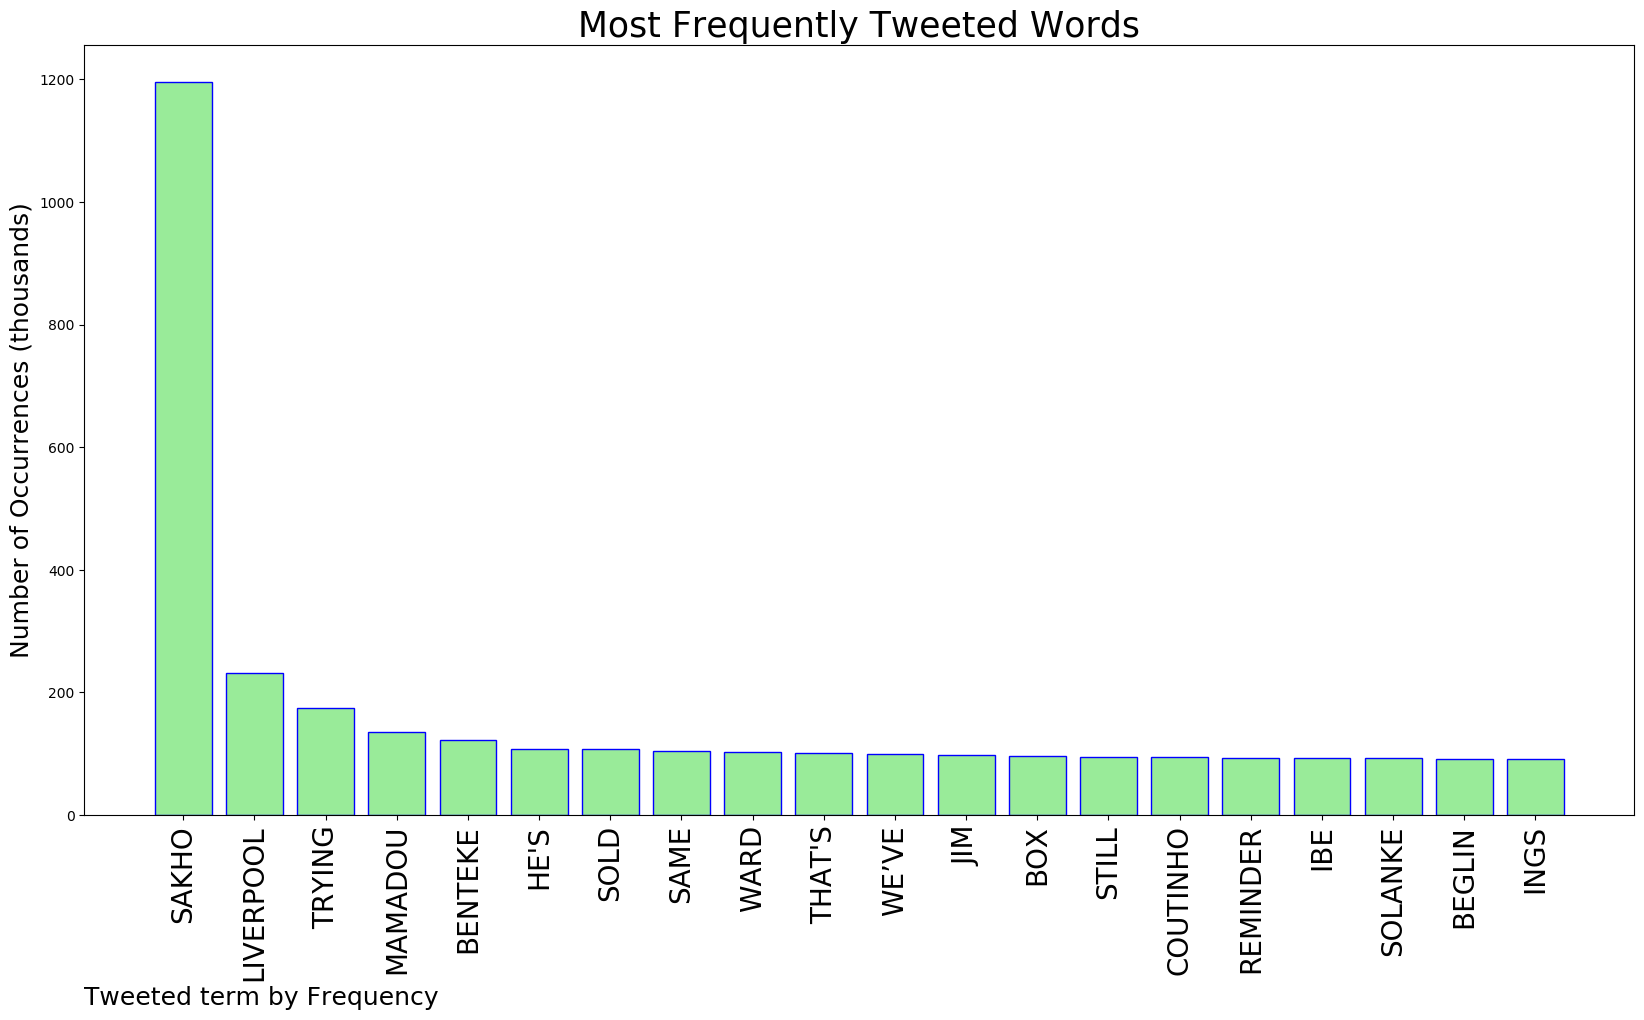 Most Frequently Tweeted Words
Number of Occurrences (thousands)
1200
1000
800
600
400
200
0
SAKHO
LIVERPOOL
TRYING
MAMADOU
BENTEKE
HE'S
SOLD
SAME
WARD
THAT'S
WE’VE
JIM
BOX
STILL
COUTINHO
REMINDER
IBE
SOLANKE
BEGLIN
INGS
Tweeted term by Frequency